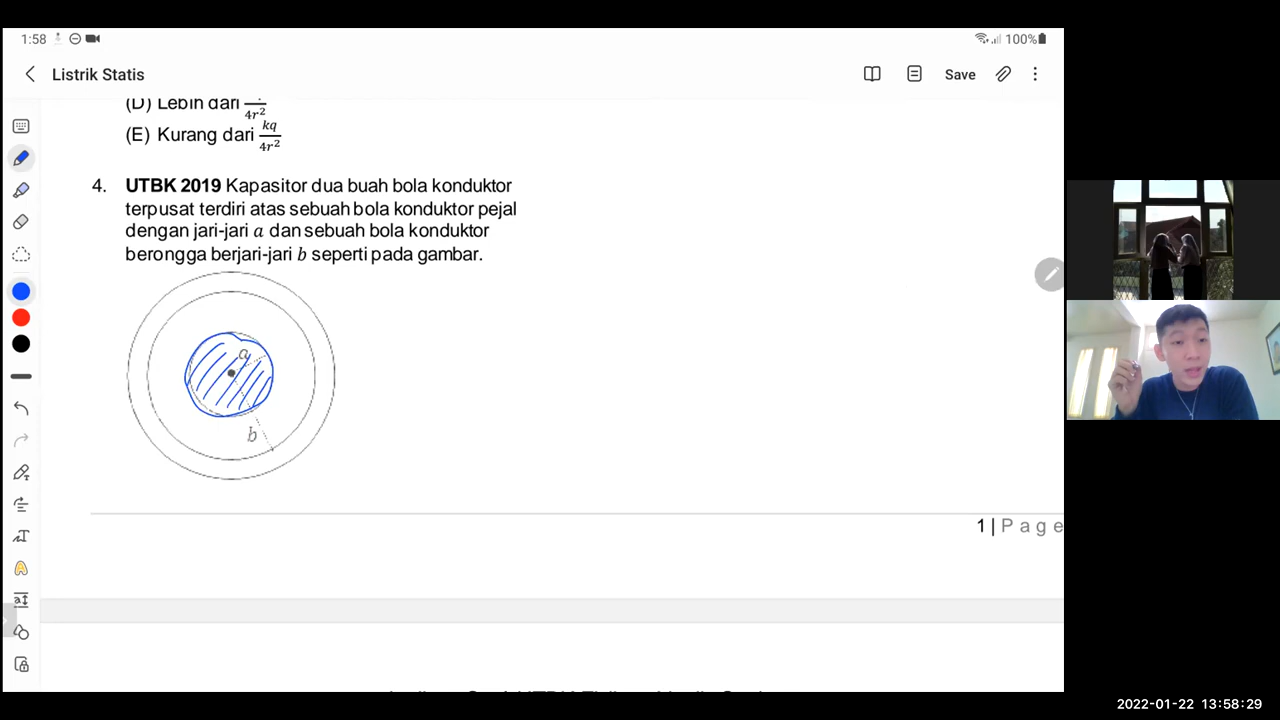 1:58
100%
Listrik Statis
Save
(D) Lebih dari
4r²
(E) Kurang dari kq/4r²
4. UTBK 2019 Kapasitor dua buah bola konduktor
terpusat terdiri atas sebuah bola konduktor pejal
dengan jari-jari a dan sebuah bola konduktor
berongga berjari-jari b seperti pada gambar.
a
b
1 | Page
2022-01-22 13:58:29